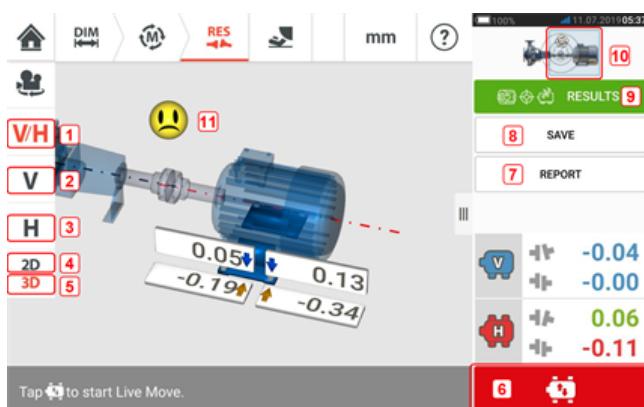 100% 11.07.2019 05:37
DIM M RES mm ?
10
RESULTS 9
11
V/H 1
8 SAVE
V 2
7 REPORT
H 3
2D 4
3D 5
0.05 0.13
-0.19 -0.34
V -0.04
-0.00
H 0.06
-0.11
Tap to start Live Move.
6